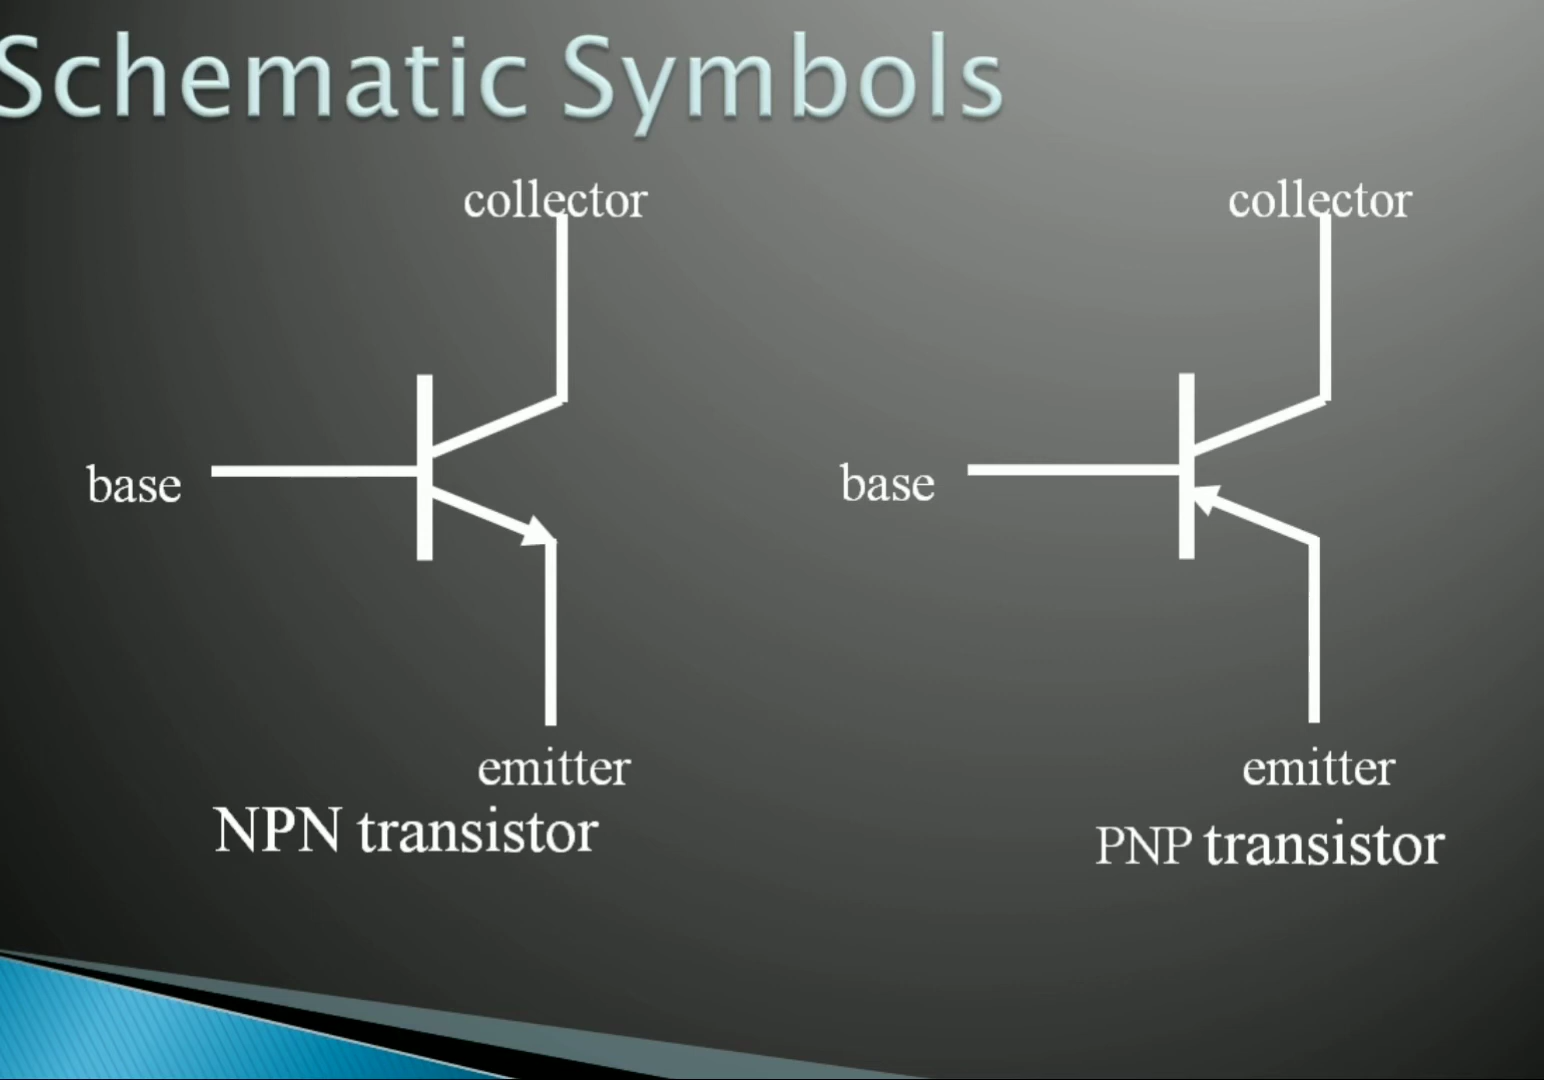 Schematic Symbols
collector
collector
base
base
emitter
emitter
NPN transistor
PNP transistor